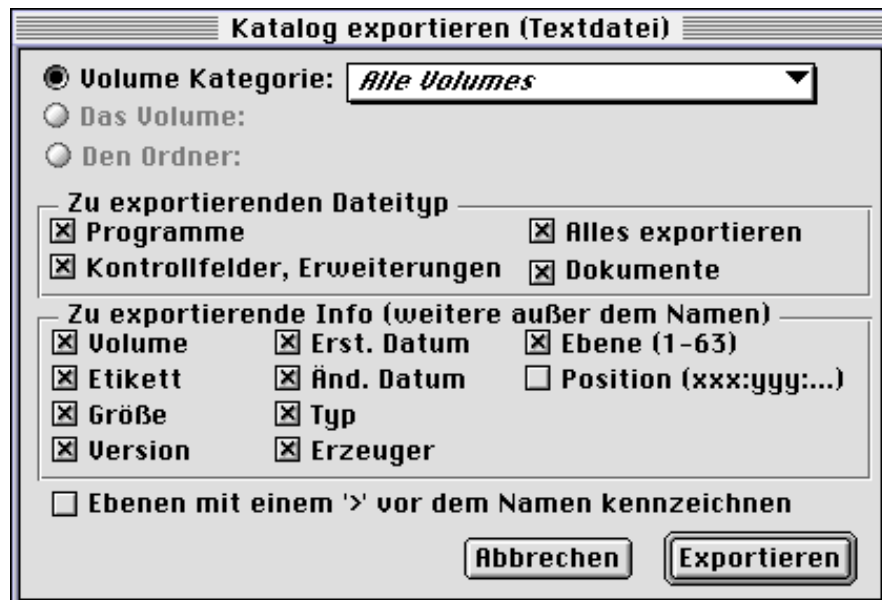 Katalog exportieren (Textdatei)
Volume Kategorie: Alle Volumes
Das Volume:
Den Ordner:
Zu exportierenden Dateityp
Programme Alles exportieren
Kontrollfelder, Erweiterungen Dokumente
Zu exportierende Info (weitere außer dem Namen)
Volume Erst. Datum Ebene (1-63)
Etikett Änd. Datum Position (xxx:yyy:...)
Größe Typ
Version Erzeuger
Ebenen mit einem '>' vor dem Namen kennzeichnen
Abbrechen Exportieren